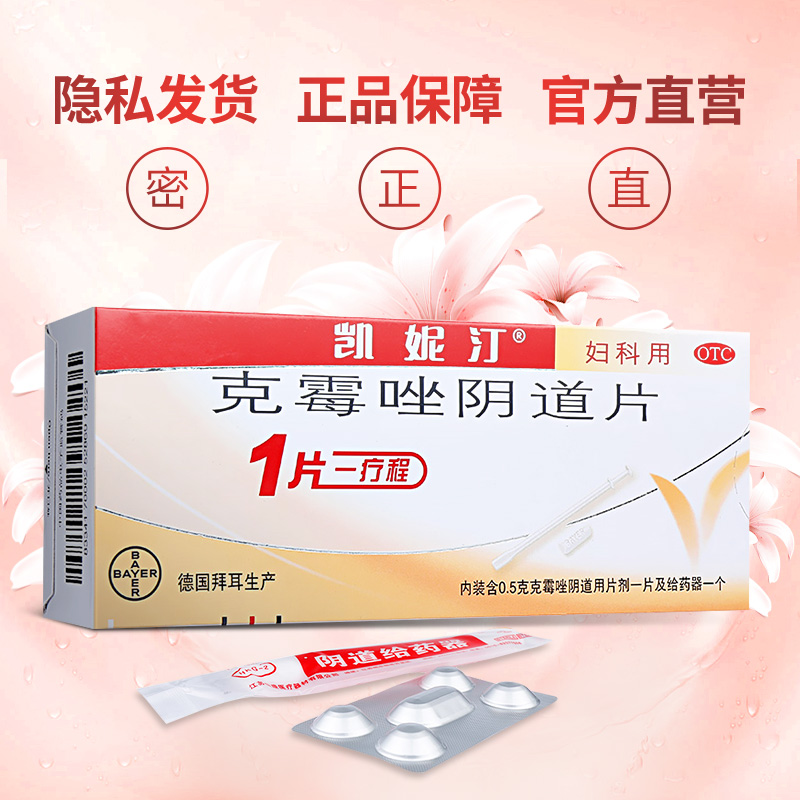 隐私发货 正品保障 官方直营
密 正 直
凯妮汀®
妇科用 OTC
克霉唑阴道片
1片一疗程
BAYER
BAYER
德国拜耳生产
内装含0.5克克霉唑阴道用片剂一片及给药器一个
阴道给药器